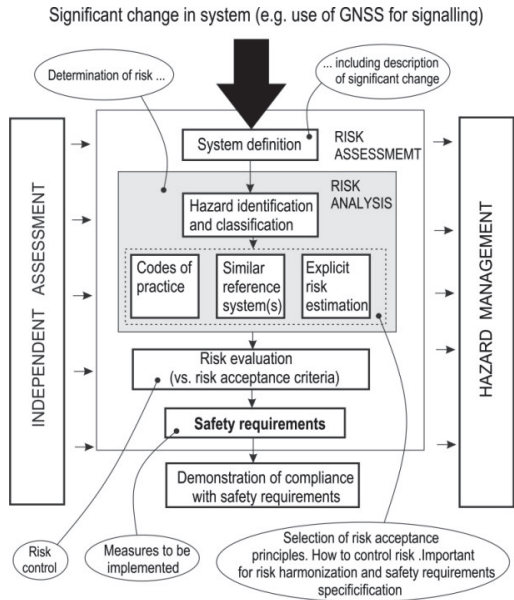 Significant change in system (e.g. use of GNSS for signalling)
Determination of risk ...
... including description
of significant change
System definition
RISK
ASSESSMEMT
RISK
ANALYSIS
Hazard identification
and classification
Codes of
practice
Similar
reference
system(s)
Explicit
risk
estimation
Risk evaluation
(vs. risk acceptance criteria)
Safety requirements
Demonstration of compliance
with safety requirements
INDEPENDENT ASSESSMENT
HAZARD MANAGEMENT
Risk
control
Measures to be
implemented
Selection of risk acceptance
principles. How to control risk .Important
for risk harmonization and safety requirements
specificification